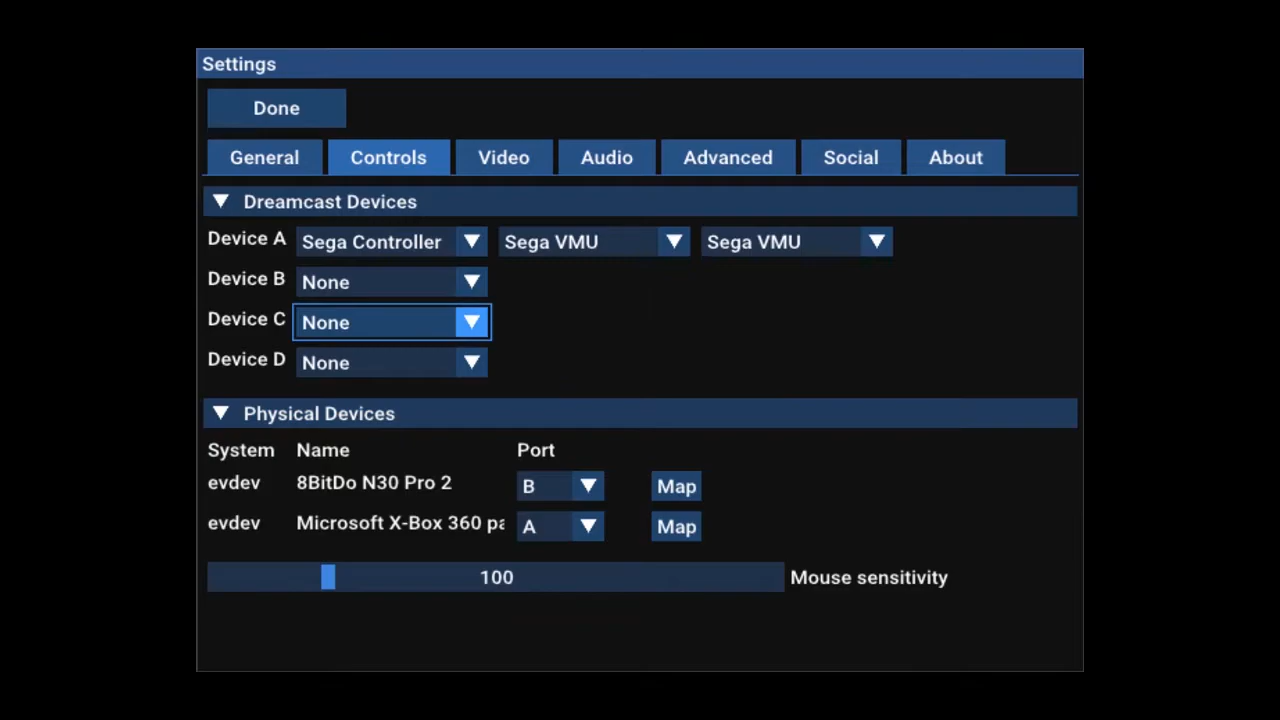 Settings
Done
General Controls Video Audio Advanced Social About
Dreamcast Devices
Device A Sega Controller Sega VMU Sega VMU
Device B None
Device C None
Device D None
Physical Devices
System Name Port
evdev 8BitDo N30 Pro 2 B Map
evdev Microsoft X-Box 360 pa A Map
100 Mouse sensitivity